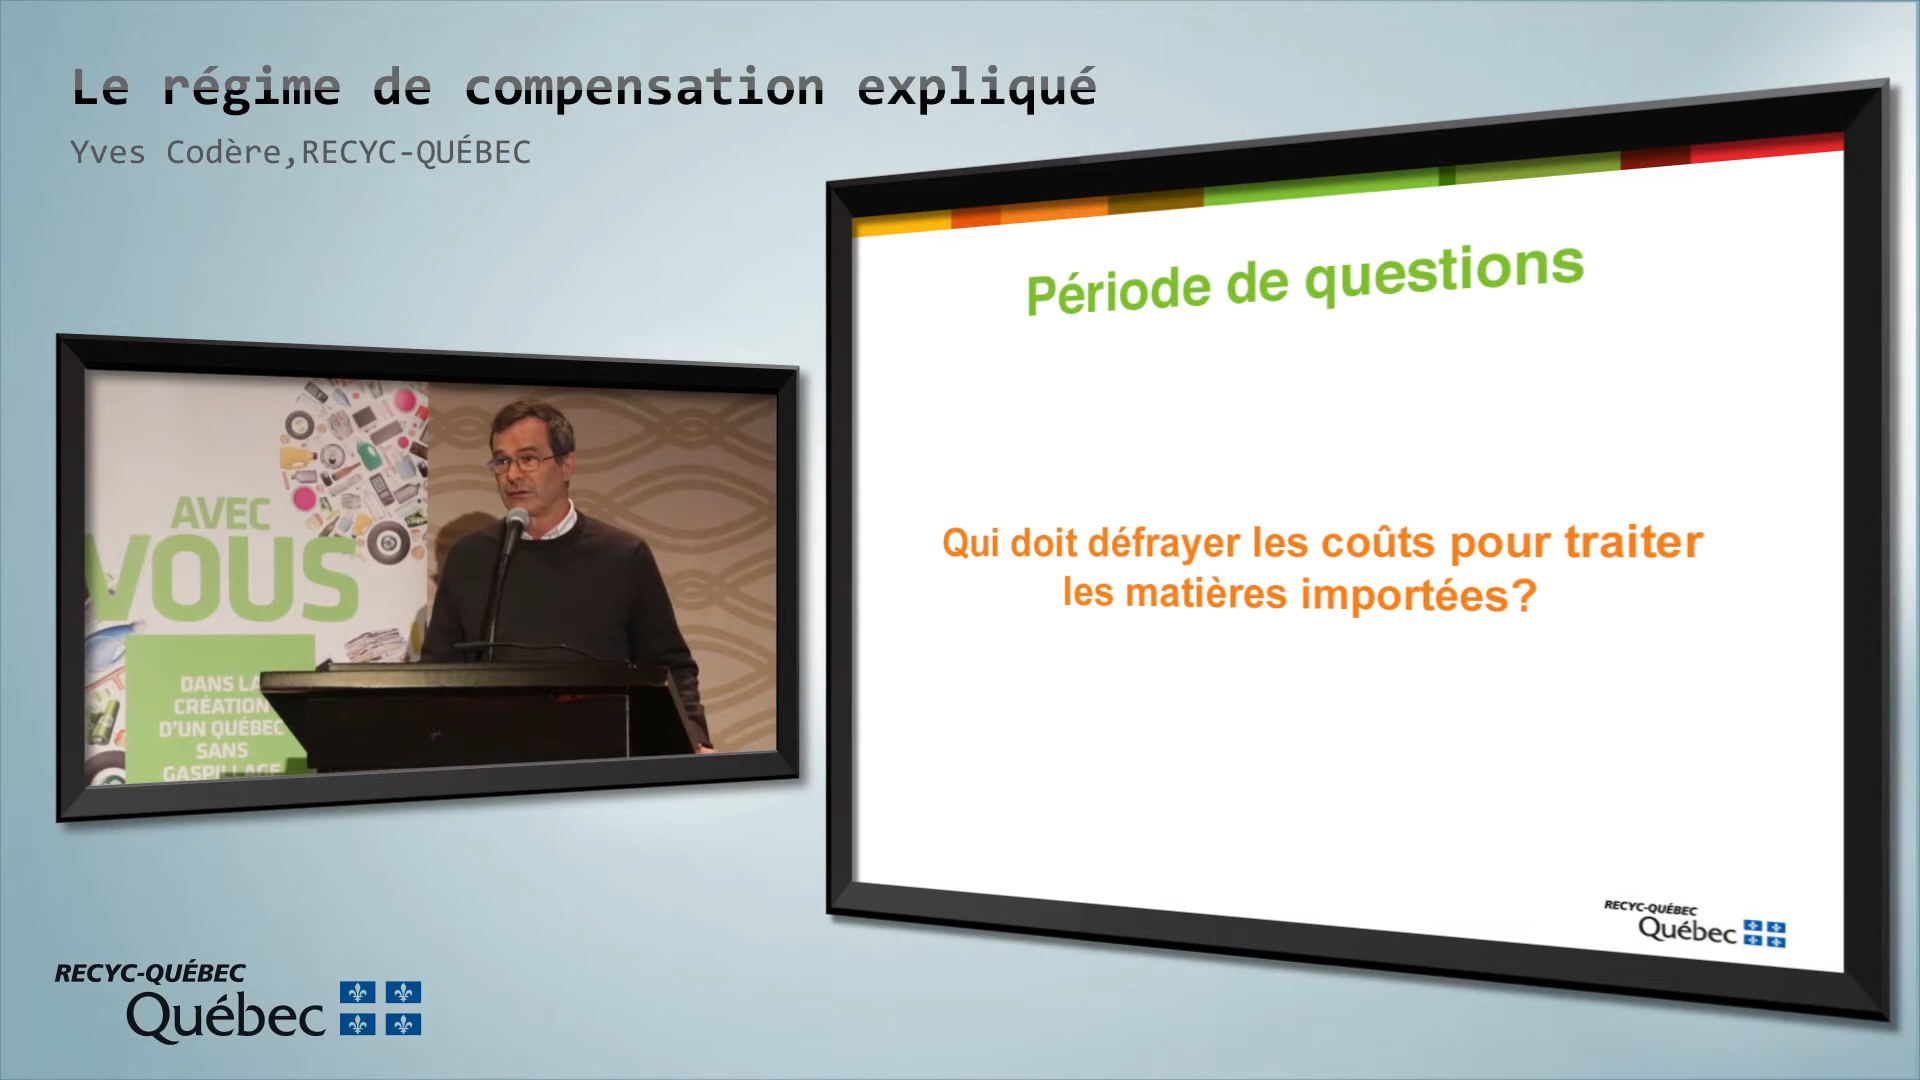 Le régime de compensation expliqué
Yves Codère,RECYC-QUÉBEC
AVEC
VOUS
DANS LA
CRÉATION
D'UN QUÉBEC
SANS
GASPILLAGE
Période de questions
Qui doit défrayer les coûts pour traiter
les matières importées?
RECYC-QUÉBEC
Québec
RECYC-QUÉBEC
Québec